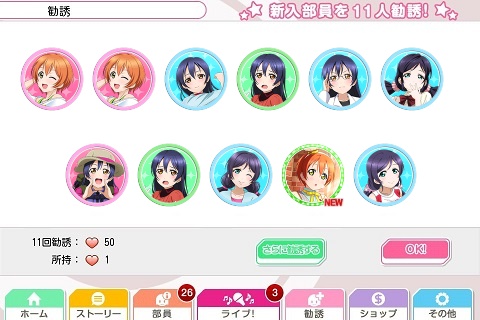 勧誘
新入部員を11人勧誘!
NEW
11回勧誘: 50
所持: 1
さらに勧誘する
OK!
26
3
ホーム
ストーリー
部員
ライブ!
勧誘
ショップ
その他